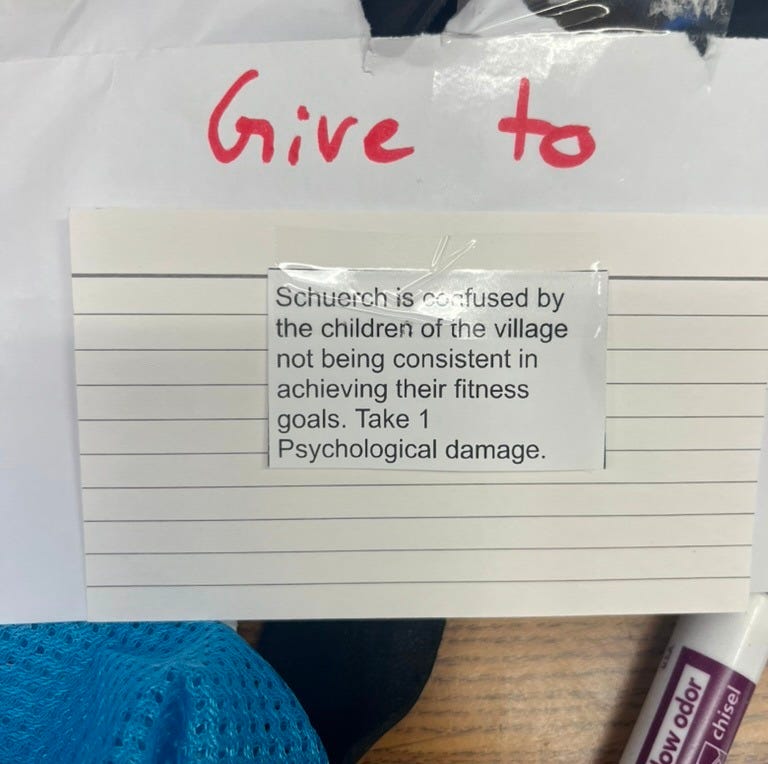 Give to
Schuerch is confused by
the children of the village
not being consistent in
achieving their fitness
goals. Take 1
Psychological damage.
low odor
chisel